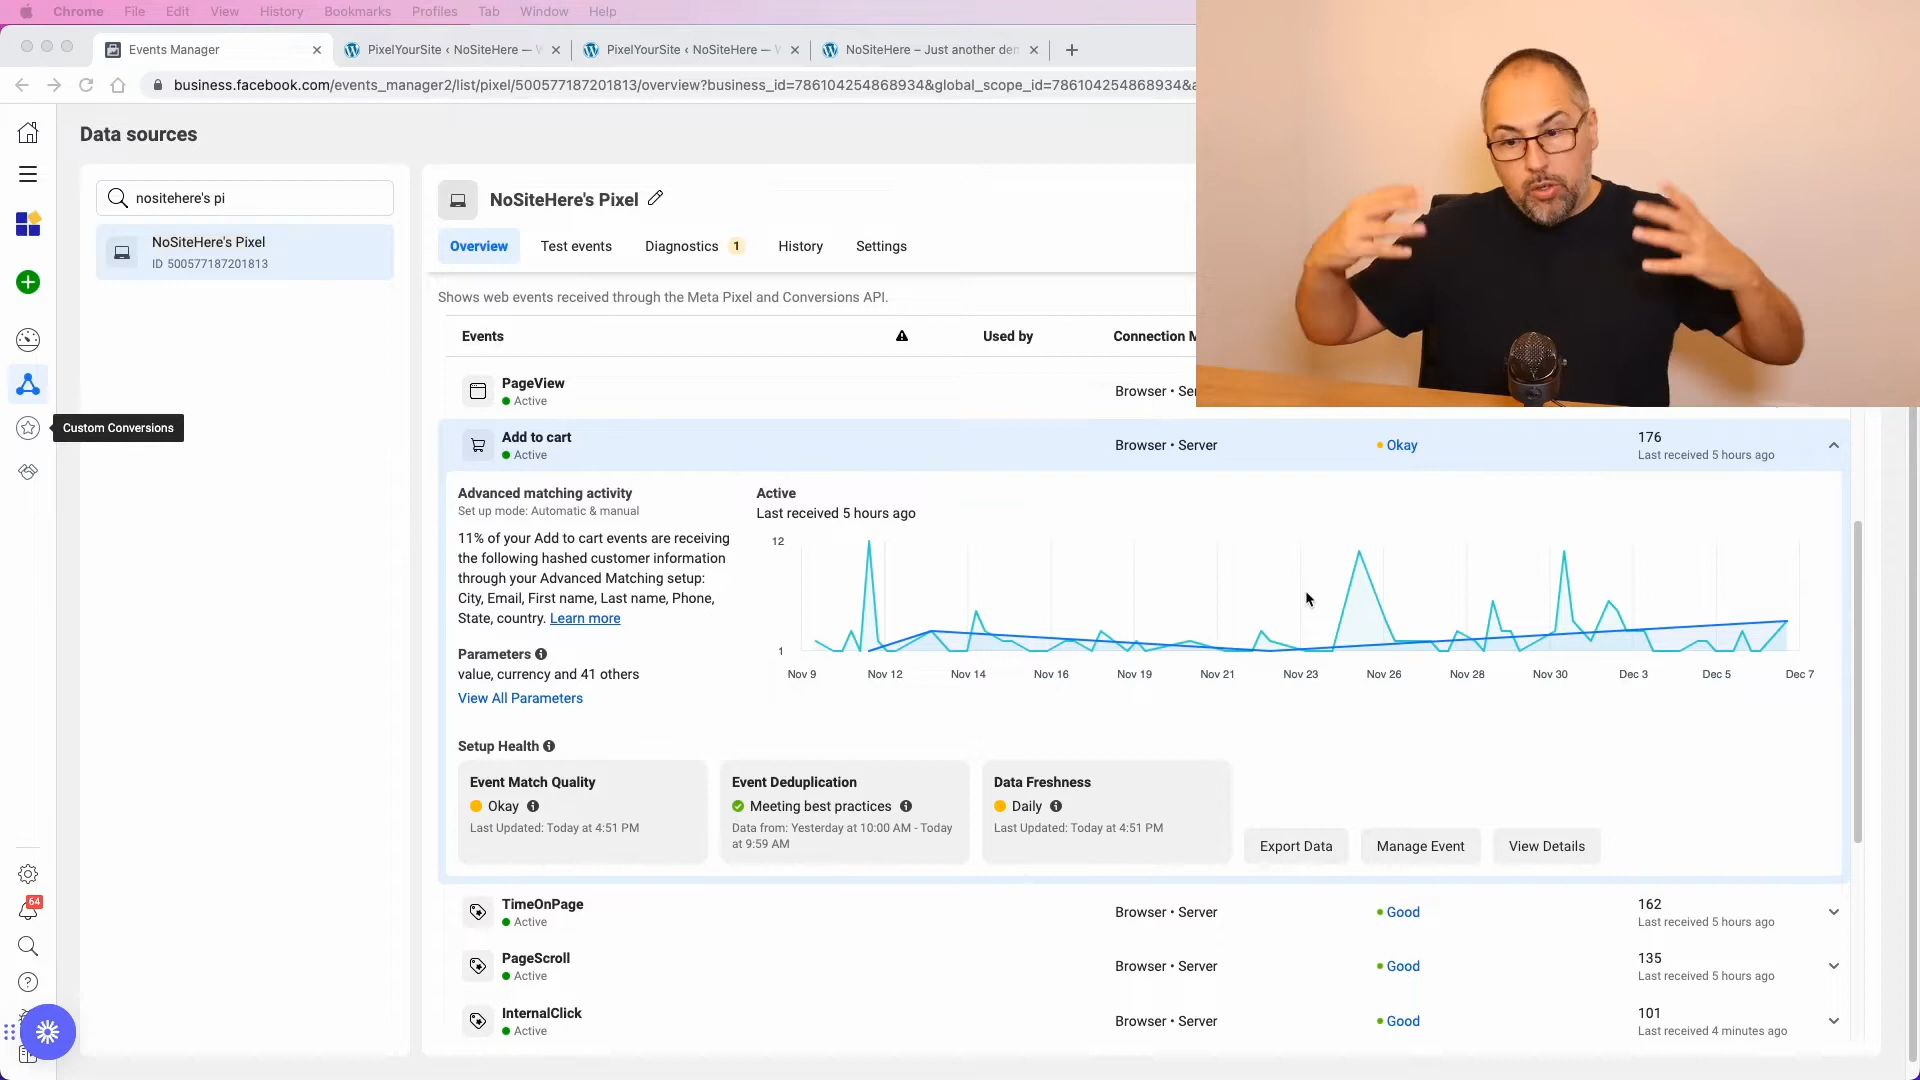 Chrome File Edit View History Bookmarks Profiles Tab Window Help
Events Manager
PixelYourSite ‹ NoSiteHere —
PixelYourSite ‹ NoSiteHere —
NoSiteHere – Just another
business.facebook.com/events_manager2/list/pixel/500577187201813/overview?business_id=786104254868934&global_scope_id=786104254868934&
Data sources
nositehere's pi
NoSiteHere's Pixel
ID 500577187201813
Custom Conversions
64
NoSiteHere's Pixel
Overview Test events Diagnostics 1 History Settings
Shows web events received through the Meta Pixel and Conversions API.
Events Used by Connection
PageView
Active
Browser •
Add to cart
Active
Browser • Server
Okay
176
Last received 5 hours ago
Advanced matching activity
Set up mode: Automatic & manual
11% of your Add to cart events are receiving
the following hashed customer information
through your Advanced Matching setup:
City, Email, First name, Last name, Phone,
State, country. Learn more
Parameters
value, currency and 41 others
View All Parameters
Active
Last received 5 hours ago
12
1
Nov 9 Nov 12 Nov 14 Nov 16 Nov 19 Nov 21 Nov 23 Nov 26 Nov 28 Nov 30 Dec 3 Dec 5 Dec 7
Setup Health
Event Match Quality
Okay
Last Updated: Today at 4:51 PM
Event Deduplication
Meeting best practices
Data from: Yesterday at 10:00 AM - Today
at 9:59 AM
Data Freshness
Daily
Last Updated: Today at 4:51 PM
Export Data Manage Event View Details
TimeOnPage
Active
Browser • Server
Good
162
Last received 5 hours ago
PageScroll
Active
Browser • Server
Good
135
Last received 5 hours ago
InternalClick
Active
Browser • Server
Good
101
Last received 4 minutes ago